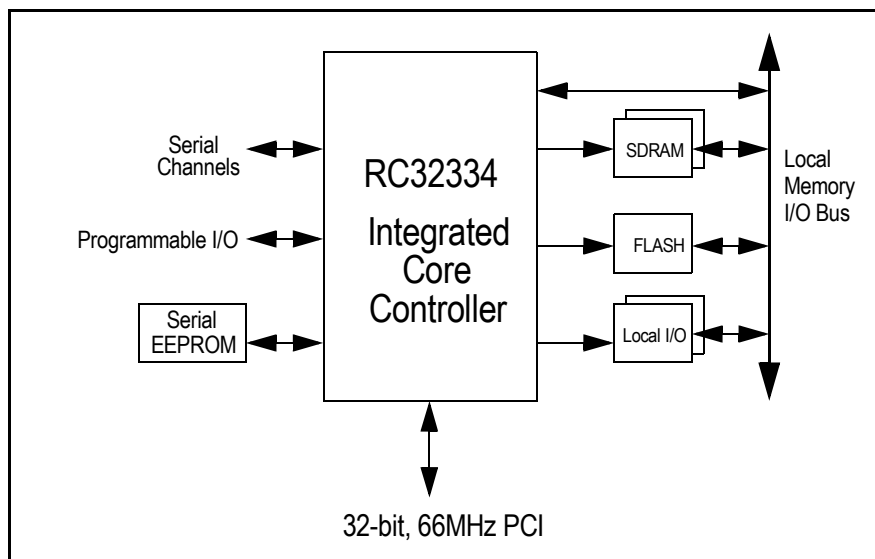 Serial
Channels
Programmable I/O
Serial
EEPROM
RC32334
Integrated
Core
Controller
SDRAM
FLASH
Local I/O
Local
Memory
I/O Bus
32-bit, 66MHz PCI